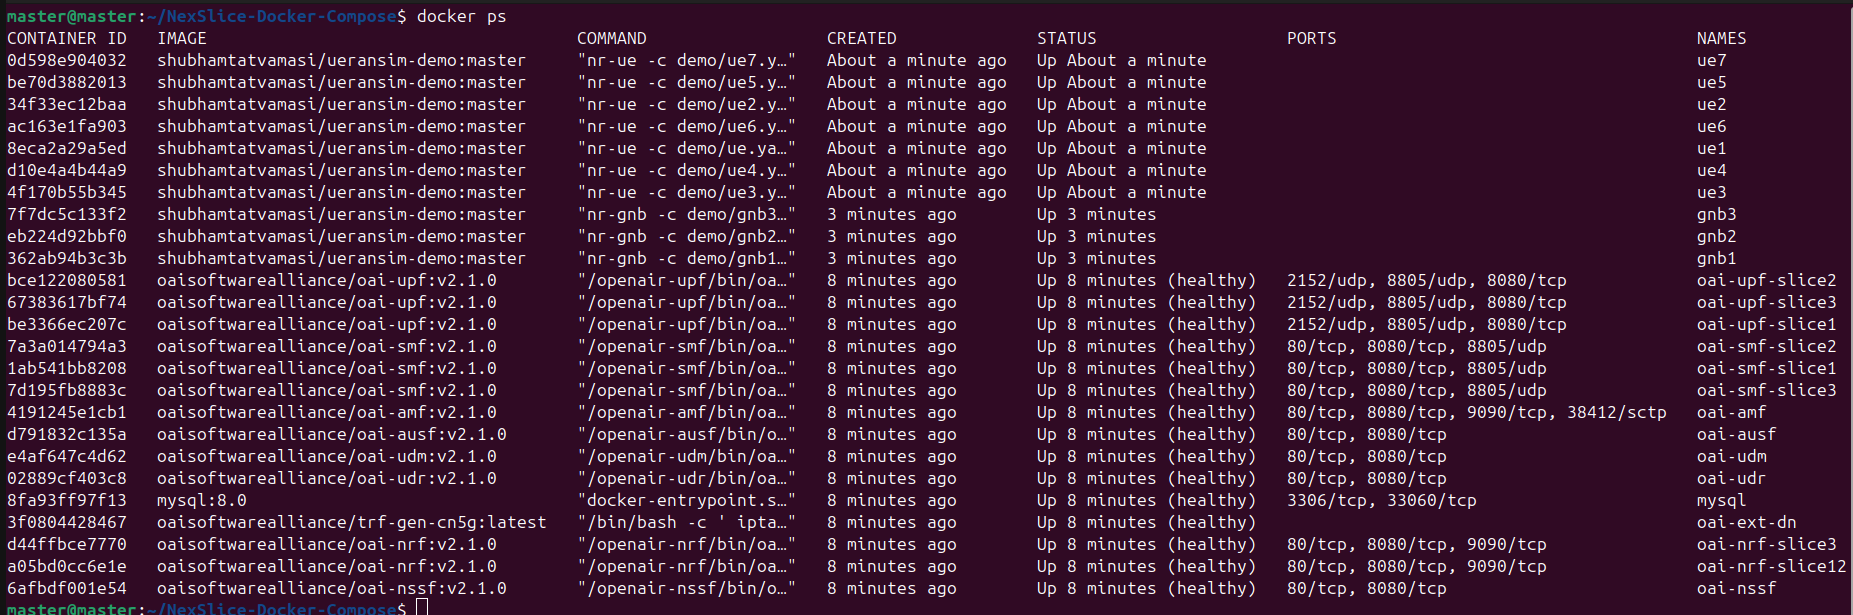 master@master:~/NexSlice-Docker-Compose$ docker ps
CONTAINER ID   IMAGE                                     COMMAND                  CREATED              STATUS                   PORTS                                    NAMES
0d598e904032   shubhamtatvamasi/ueransim-demo:master     "nr-ue -c demo/ue7.y…"   About a minute ago   Up About a minute                                                 ue7
be70d3882013   shubhamtatvamasi/ueransim-demo:master     "nr-ue -c demo/ue5.y…"   About a minute ago   Up About a minute                                                 ue5
34f33ec12baa   shubhamtatvamasi/ueransim-demo:master     "nr-ue -c demo/ue2.y…"   About a minute ago   Up About a minute                                                 ue2
ac163e1fa903   shubhamtatvamasi/ueransim-demo:master     "nr-ue -c demo/ue6.y…"   About a minute ago   Up About a minute                                                 ue6
8eca2a29a5ed   shubhamtatvamasi/ueransim-demo:master     "nr-ue -c demo/ue.ya…"   About a minute ago   Up About a minute                                                 ue1
d10e4a4b44a9   shubhamtatvamasi/ueransim-demo:master     "nr-ue -c demo/ue4.y…"   About a minute ago   Up About a minute                                                 ue4
4f170b55b345   shubhamtatvamasi/ueransim-demo:master     "nr-ue -c demo/ue3.y…"   About a minute ago   Up About a minute                                                 ue3
7f7dc5c133f2   shubhamtatvamasi/ueransim-demo:master     "nr-gnb -c demo/gnb3…"   3 minutes ago        Up 3 minutes                                                      gnb3
eb224d92bbf0   shubhamtatvamasi/ueransim-demo:master     "nr-gnb -c demo/gnb2…"   3 minutes ago        Up 3 minutes                                                      gnb2
362ab94b3c3b   shubhamtatvamasi/ueransim-demo:master     "nr-gnb -c demo/gnb1…"   3 minutes ago        Up 3 minutes                                                      gnb1
bce122080581   oaisoftwarealliance/oai-upf:v2.1.0        "/openair-upf/bin/oa…"   8 minutes ago        Up 8 minutes (healthy)   2152/udp, 8805/udp, 8080/tcp             oai-upf-slice2
67383617bf74   oaisoftwarealliance/oai-upf:v2.1.0        "/openair-upf/bin/oa…"   8 minutes ago        Up 8 minutes (healthy)   2152/udp, 8805/udp, 8080/tcp             oai-upf-slice3
be3366ec207c   oaisoftwarealliance/oai-upf:v2.1.0        "/openair-upf/bin/oa…"   8 minutes ago        Up 8 minutes (healthy)   2152/udp, 8805/udp, 8080/tcp             oai-upf-slice1
7a3a014794a3   oaisoftwarealliance/oai-smf:v2.1.0        "/openair-smf/bin/oa…"   8 minutes ago        Up 8 minutes (healthy)   80/tcp, 8080/tcp, 8805/udp               oai-smf-slice2
1ab541bb8208   oaisoftwarealliance/oai-smf:v2.1.0        "/openair-smf/bin/oa…"   8 minutes ago        Up 8 minutes (healthy)   80/tcp, 8080/tcp, 8805/udp               oai-smf-slice1
7d195fb8883c   oaisoftwarealliance/oai-smf:v2.1.0        "/openair-smf/bin/oa…"   8 minutes ago        Up 8 minutes (healthy)   80/tcp, 8080/tcp, 8805/udp               oai-smf-slice3
4191245e1cb1   oaisoftwarealliance/oai-amf:v2.1.0        "/openair-amf/bin/oa…"   8 minutes ago        Up 8 minutes (healthy)   80/tcp, 8080/tcp, 9090/tcp, 38412/sctp   oai-amf
d791832c135a   oaisoftwarealliance/oai-ausf:v2.1.0       "/openair-ausf/bin/o…"   8 minutes ago        Up 8 minutes (healthy)   80/tcp, 8080/tcp                         oai-ausf
e4af647c4d62   oaisoftwarealliance/oai-udm:v2.1.0        "/openair-udm/bin/oa…"   8 minutes ago        Up 8 minutes (healthy)   80/tcp, 8080/tcp                         oai-udm
02889cf403c8   oaisoftwarealliance/oai-udr:v2.1.0        "/openair-udr/bin/oa…"   8 minutes ago        Up 8 minutes (healthy)   80/tcp, 8080/tcp                         oai-udr
8fa93ff97f13   mysql:8.0                                 "docker-entrypoint.s…"   8 minutes ago        Up 8 minutes (healthy)   3306/tcp, 33060/tcp                      mysql
3f0804428467   oaisoftwarealliance/trf-gen-cn5g:latest   "/bin/bash -c ' ipta…"   8 minutes ago        Up 8 minutes (healthy)                                            oai-ext-dn
d44ffbce7770   oaisoftwarealliance/oai-nrf:v2.1.0        "/openair-nrf/bin/oa…"   8 minutes ago        Up 8 minutes (healthy)   80/tcp, 8080/tcp, 9090/tcp               oai-nrf-slice3
a05bd0cc6e1e   oaisoftwarealliance/oai-nrf:v2.1.0        "/openair-nrf/bin/oa…"   8 minutes ago        Up 8 minutes (healthy)   80/tcp, 8080/tcp, 9090/tcp               oai-nrf-slice12
6afbdf001e54   oaisoftwarealliance/oai-nssf:v2.1.0       "/openair-nssf/bin/o…"   8 minutes ago        Up 8 minutes (healthy)   80/tcp, 8080/tcp                         oai-nssf
master@master:~/NexSlice-Docker-Compose$